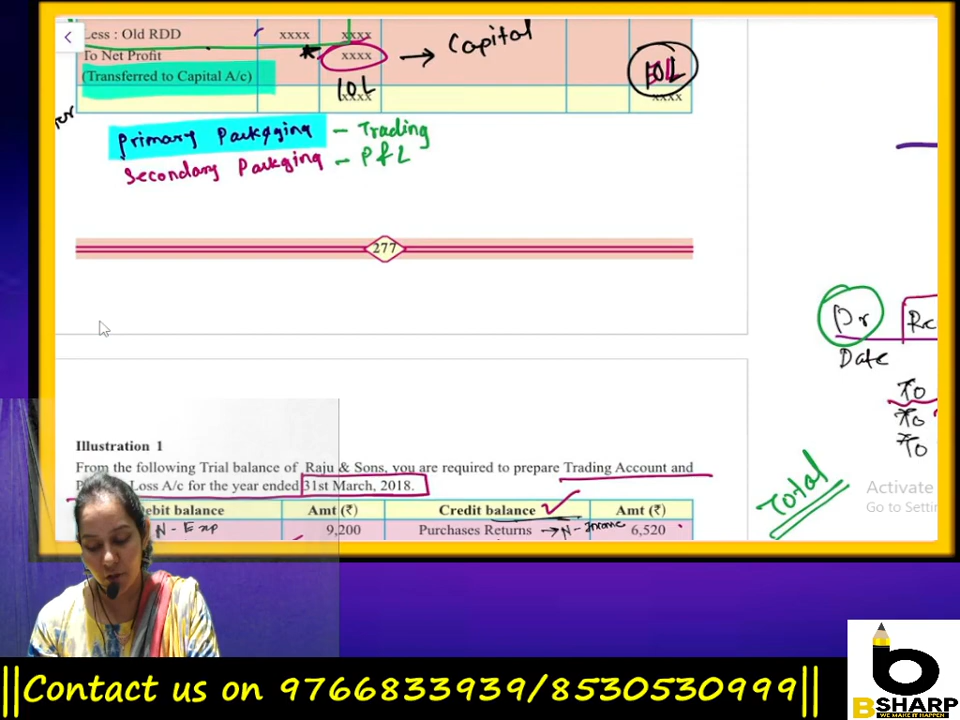 Less : Old RDD xxxx xxxx
To Net Profit xxxx → Capital
(Transferred to Capital A/c)
10L
xxxx xxxx
Primary Packaging - Trading
Secondary Packging - P & L
277
Dr
Date
To
To
To
Total
Illustration 1
From the following Trial balance of Raju & Sons, you are required to prepare Trading Account and
Loss A/c for the year ended 31st March, 2018.
ebit balance Amt (₹) Credit balance Amt (₹)
N - Exp 9,200 Purchases Returns → N - Income 6,520
Activate
Go to Settin
||Contact us on 9766833939/8530530999||
b
BSHARP
WE MAKE IT HAPPEN